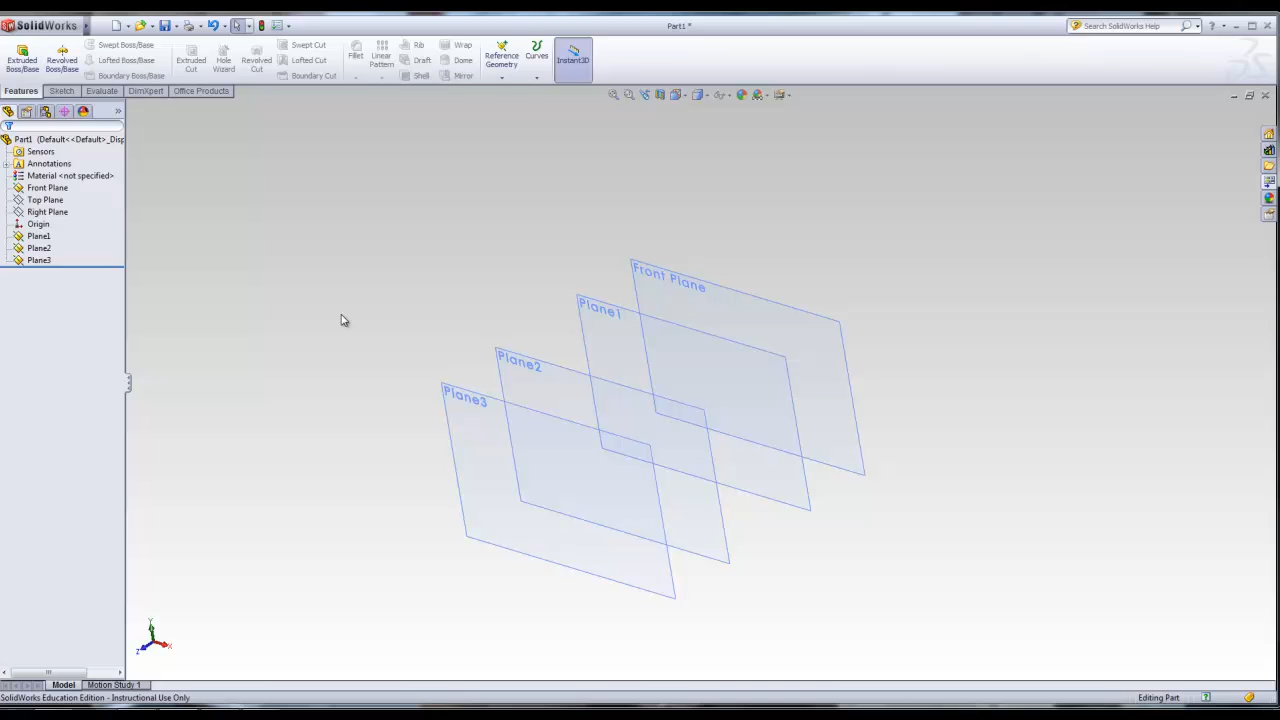 SolidWorks
Part1 *
Search SolidWorks Help
Extruded Boss/Base
Revolved Boss/Base
Swept Boss/Base
Lofted Boss/Base
Boundary Boss/Base
Extruded Cut
Hole Wizard
Revolved Cut
Swept Cut
Lofted Cut
Boundary Cut
Fillet
Linear Pattern
Rib
Draft
Shell
Wrap
Dome
Mirror
Reference Geometry
Curves
Instant3D
Features
Sketch
Evaluate
DimXpert
Office Products
Part1 (Default<<Default>_Disp
Sensors
Annotations
Material <not specified>
Front Plane
Top Plane
Right Plane
Origin
Plane1
Plane2
Plane3
Front Plane
Plane1
Plane2
Plane3
Y
Z
X
Model
Motion Study 1
SolidWorks Education Edition - Instructional Use Only
Editing Part